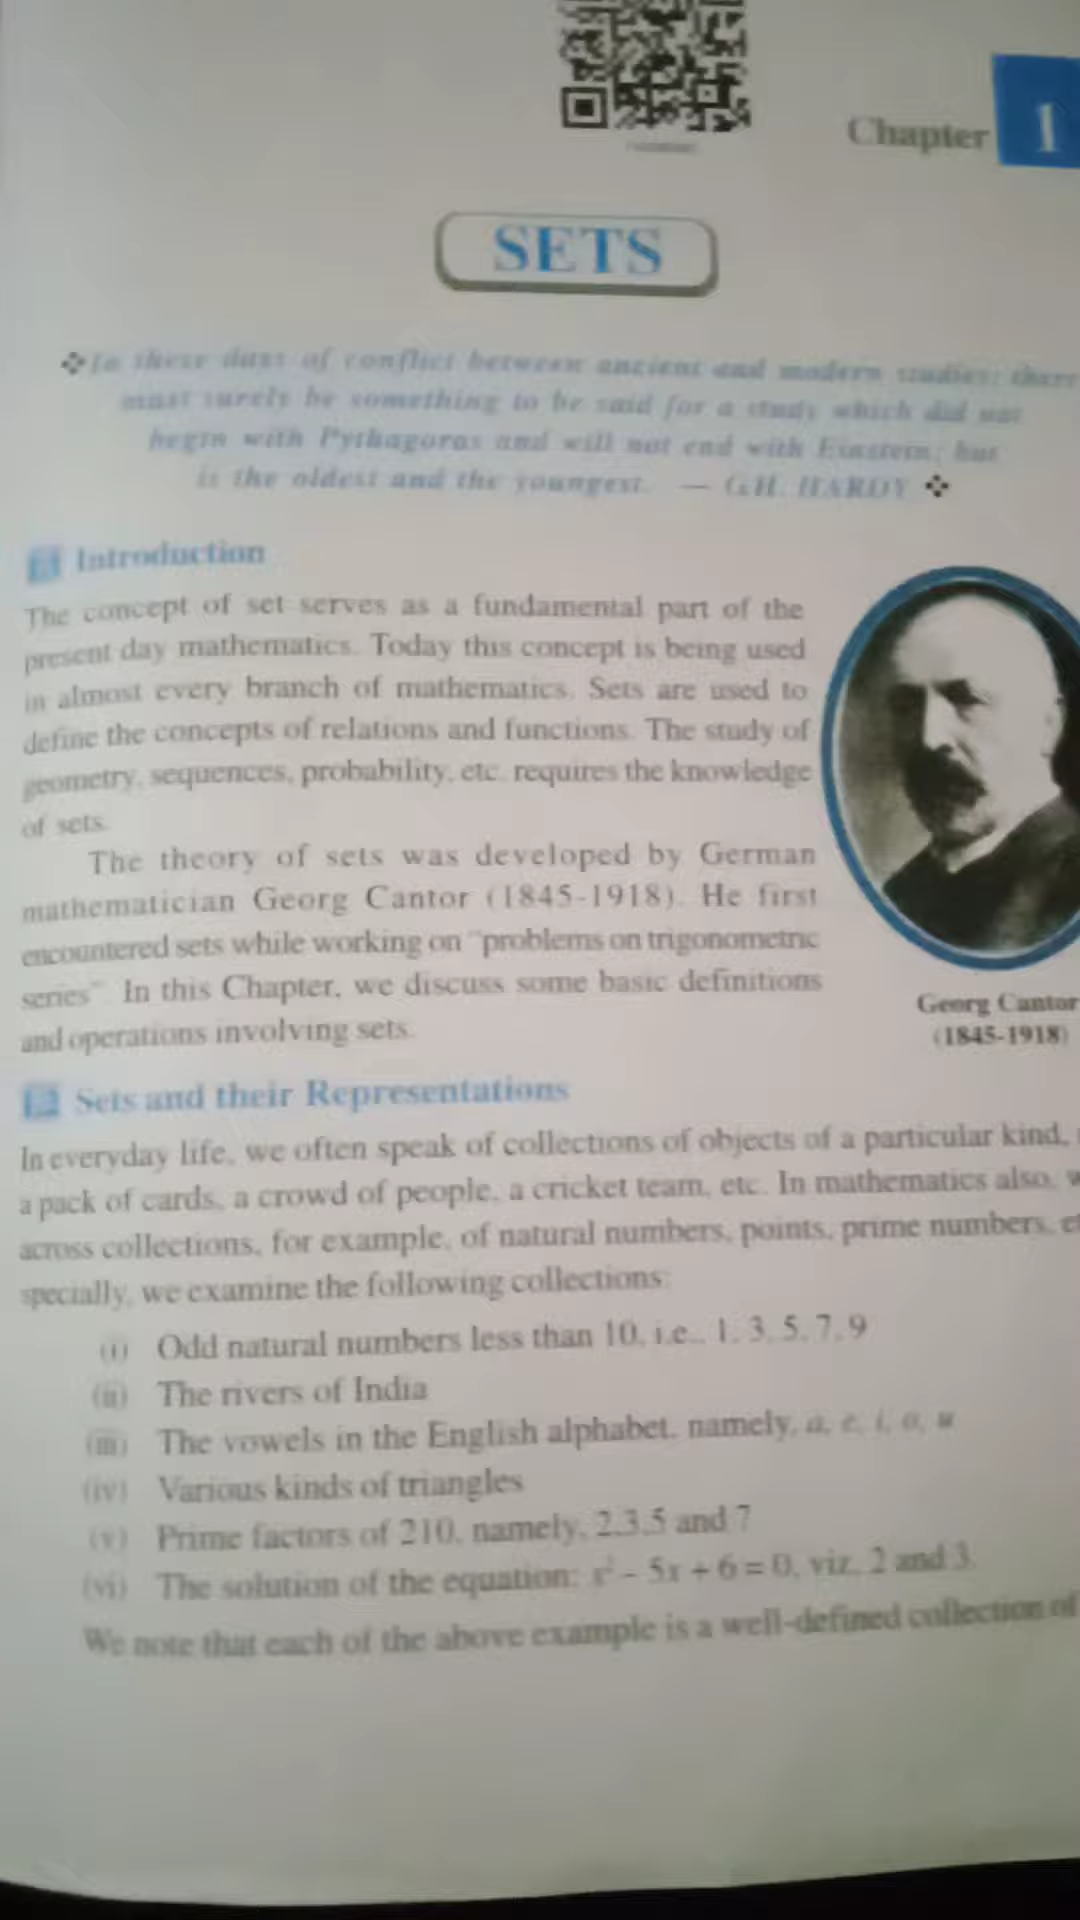 Chapter 1
SETS
❖ In these days of conflict between ancient and modern studies; there
must surely be something to be said for a study which did not
begin with Pythagoras and will not end with Einstein; but
is the oldest and the youngest. — G.H. HARDY ❖
1.1 Introduction
The concept of set serves as a fundamental part of the
present day mathematics. Today this concept is being used
in almost every branch of mathematics. Sets are used to
define the concepts of relations and functions. The study of
geometry, sequences, probability, etc. requires the knowledge
of sets.
The theory of sets was developed by German
mathematician Georg Cantor (1845-1918). He first
encountered sets while working on “problems on trigonometric
series”. In this Chapter, we discuss some basic definitions
and operations involving sets.
Georg Cantor
(1845-1918)
1.2 Sets and their Representations
In everyday life, we often speak of collections of objects of a particular kind,
a pack of cards, a crowd of people, a cricket team, etc. In mathematics also,
across collections, for example, of natural numbers, points, prime numbers,
specially, we examine the following collections:
(i) Odd natural numbers less than 10, i.e., 1, 3, 5, 7, 9
(ii) The rivers of India
(iii) The vowels in the English alphabet, namely, a, e, i, o, u
(iv) Various kinds of triangles
(v) Prime factors of 210, namely, 2,3,5 and 7
(vi) The solution of the equation: x² – 5x + 6 = 0, viz, 2 and 3.
We note that each of the above example is a well-defined collection of